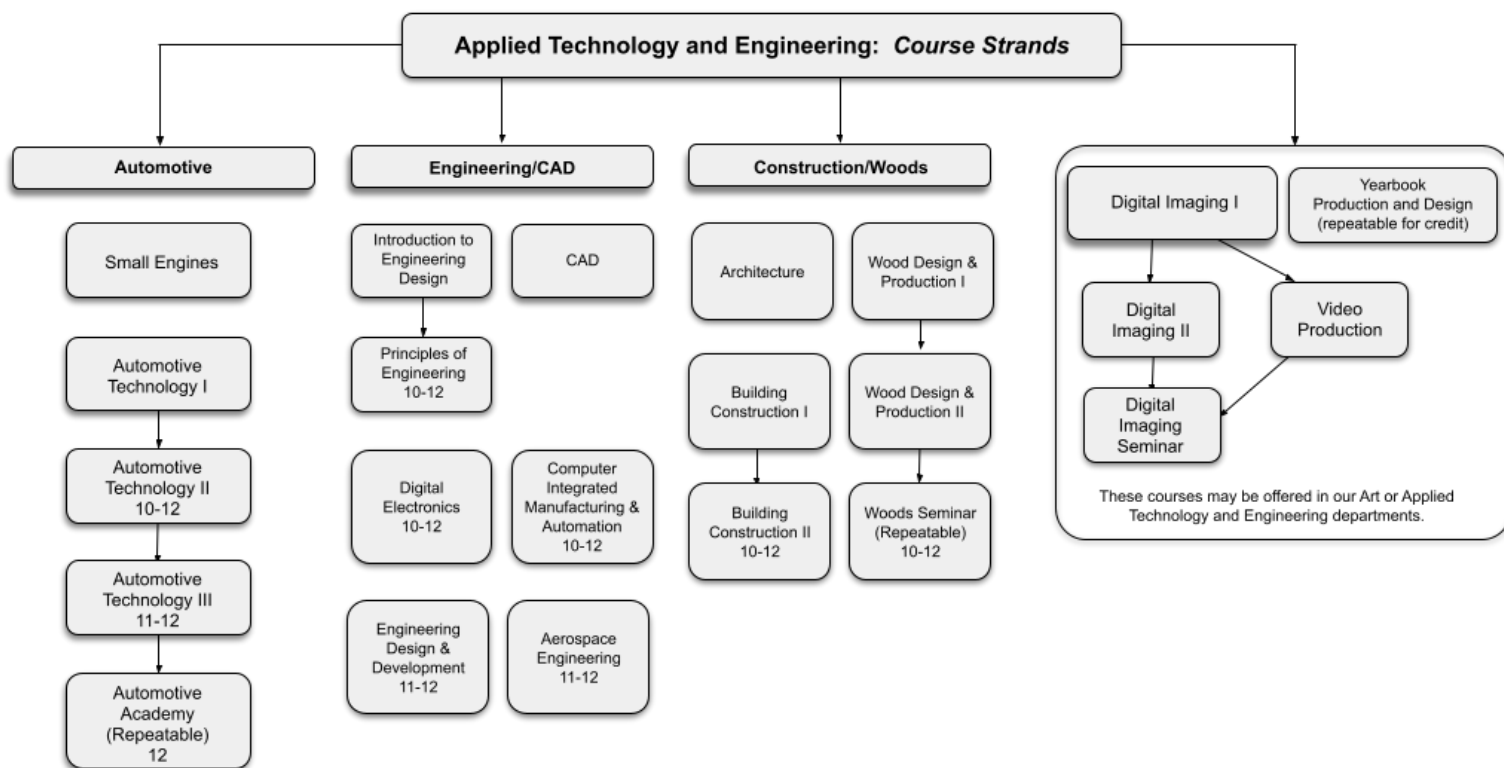 Applied Technology and Engineering: Course Strands
Automotive
Small Engines
Automotive
Technology I
Automotive
Technology II
10-12
Automotive
Technology III
11-12
Automotive
Academy
(Repeatable)
12
Engineering/CAD
Introduction to
Engineering
Design
CAD
Principles of
Engineering
10-12
Digital
Electronics
10-12
Computer
Integrated
Manufacturing &
Automation
10-12
Engineering
Design &
Development
11-12
Aerospace
Engineering
11-12
Construction/Woods
Architecture
Wood Design &
Production I
Building
Construction I
Wood Design &
Production II
Building
Construction II
10-12
Woods Seminar
(Repeatable)
10-12
Digital Imaging I
Yearbook
Production and Design
(repeatable for credit)
Digital
Imaging II
Video
Production
Digital
Imaging
Seminar
These courses may be offered in our Art or Applied
Technology and Engineering departments.